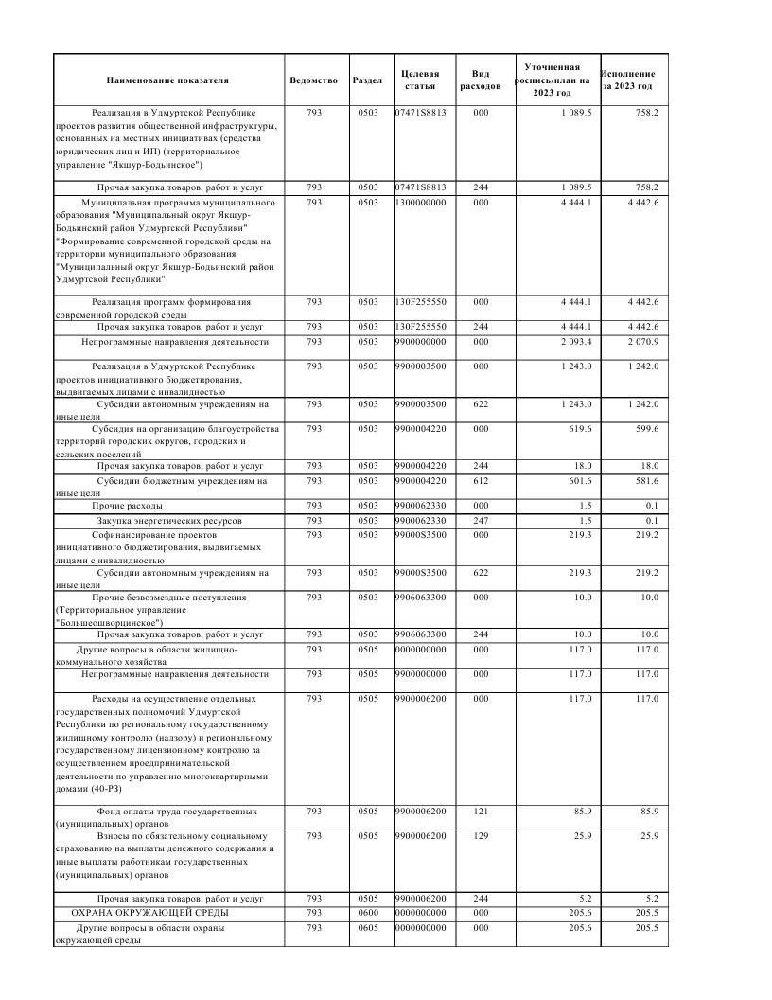 Наименование показателя Ведомство Раздел Целевая статья Вид расходов Уточненная роспись/план на 2023 год Исполнение за 2023 год
Реализация в Удмуртской Республике 793 0503 07471S8813 000 1 089.5 758.2
проектов развития общественной инфраструктуры,
основанных на местных инициативах (средства
юридических лиц и ИП) (территориальное
управление "Якшур-Бодьинское")
Прочая закупка товаров, работ и услуг 793 0503 07471S8813 244 1 089.5 758.2
Муниципальная программа муниципального 793 0503 1300000000 000 4 444.1 4 442.6
образования "Муниципальный округ Якшур-
Бодьинский район Удмуртской Республики"
"Формирование современной городской среды на
территории муниципального образования
"Муниципальный округ Якшур-Бодьинский район
Удмуртской Республики"
Реализация программ формирования 793 0503 130F255550 000 4 444.1 4 442.6
современной городской среды
Прочая закупка товаров, работ и услуг 793 0503 130F255550 244 4 444.1 4 442.6
Непрограммные направления деятельности 793 0503 9900000000 000 2 093.4 2 070.9
Реализация в Удмуртской Республике 793 0503 9900003500 000 1 243.0 1 242.0
проектов инициативного бюджетирования,
выдвигаемых лицами с инвалидностью
Субсидии автономным учреждениям на 793 0503 9900003500 622 1 243.0 1 242.0
иные цели
Субсидия на организацию благоустройства 793 0503 9900004220 000 619.6 599.6
территорий городских округов, городских и
сельских поселений
Прочая закупка товаров, работ и услуг 793 0503 9900004220 244 18.0 18.0
Субсидии бюджетным учреждениям на 793 0503 9900004220 612 601.6 581.6
иные цели
Прочие расходы 793 0503 9900062330 000 1.5 0.1
Закупка энергетических ресурсов 793 0503 9900062330 247 1.5 0.1
Софинансирование проектов 793 0503 99000S3500 000 219.3 219.2
инициативного бюджетирования, выдвигаемых
лицами с инвалидностью
Субсидии автономным учреждениям на 793 0503 99000S3500 622 219.3 219.2
иные цели
Прочие безвозмездные поступления 793 0503 9906063300 000 10.0 10.0
(Территориальное управление
"Большеошворцинское")
Прочая закупка товаров, работ и услуг 793 0503 9906063300 244 10.0 10.0
Другие вопросы в области жилищно- 793 0505 0000000000 000 117.0 117.0
коммунального хозяйства
Непрограммные направления деятельности 793 0505 9900000000 000 117.0 117.0
Расходы на осуществление отдельных 793 0505 9900006200 000 117.0 117.0
государственных полномочий Удмуртской
Республики по региональному государственному
жилищному контролю (надзору) и региональному
государственному лицензионному контролю за
осуществлением проедпринимательской
деятельности по управлению многоквартирными
домами (40-РЗ)
Фонд оплаты труда государственных 793 0505 9900006200 121 85.9 85.9
(муниципальных) органов
Взносы по обязательному социальному 793 0505 9900006200 129 25.9 25.9
страхованию на выплаты денежного содержания и
иные выплаты работникам государственных
(муниципальных) органов
Прочая закупка товаров, работ и услуг 793 0505 9900006200 244 5.2 5.2
ОХРАНА ОКРУЖАЮЩЕЙ СРЕДЫ 793 0600 0000000000 000 205.6 205.5
Другие вопросы в области охраны 793 0605 0000000000 000 205.6 205.5
окружающей среды